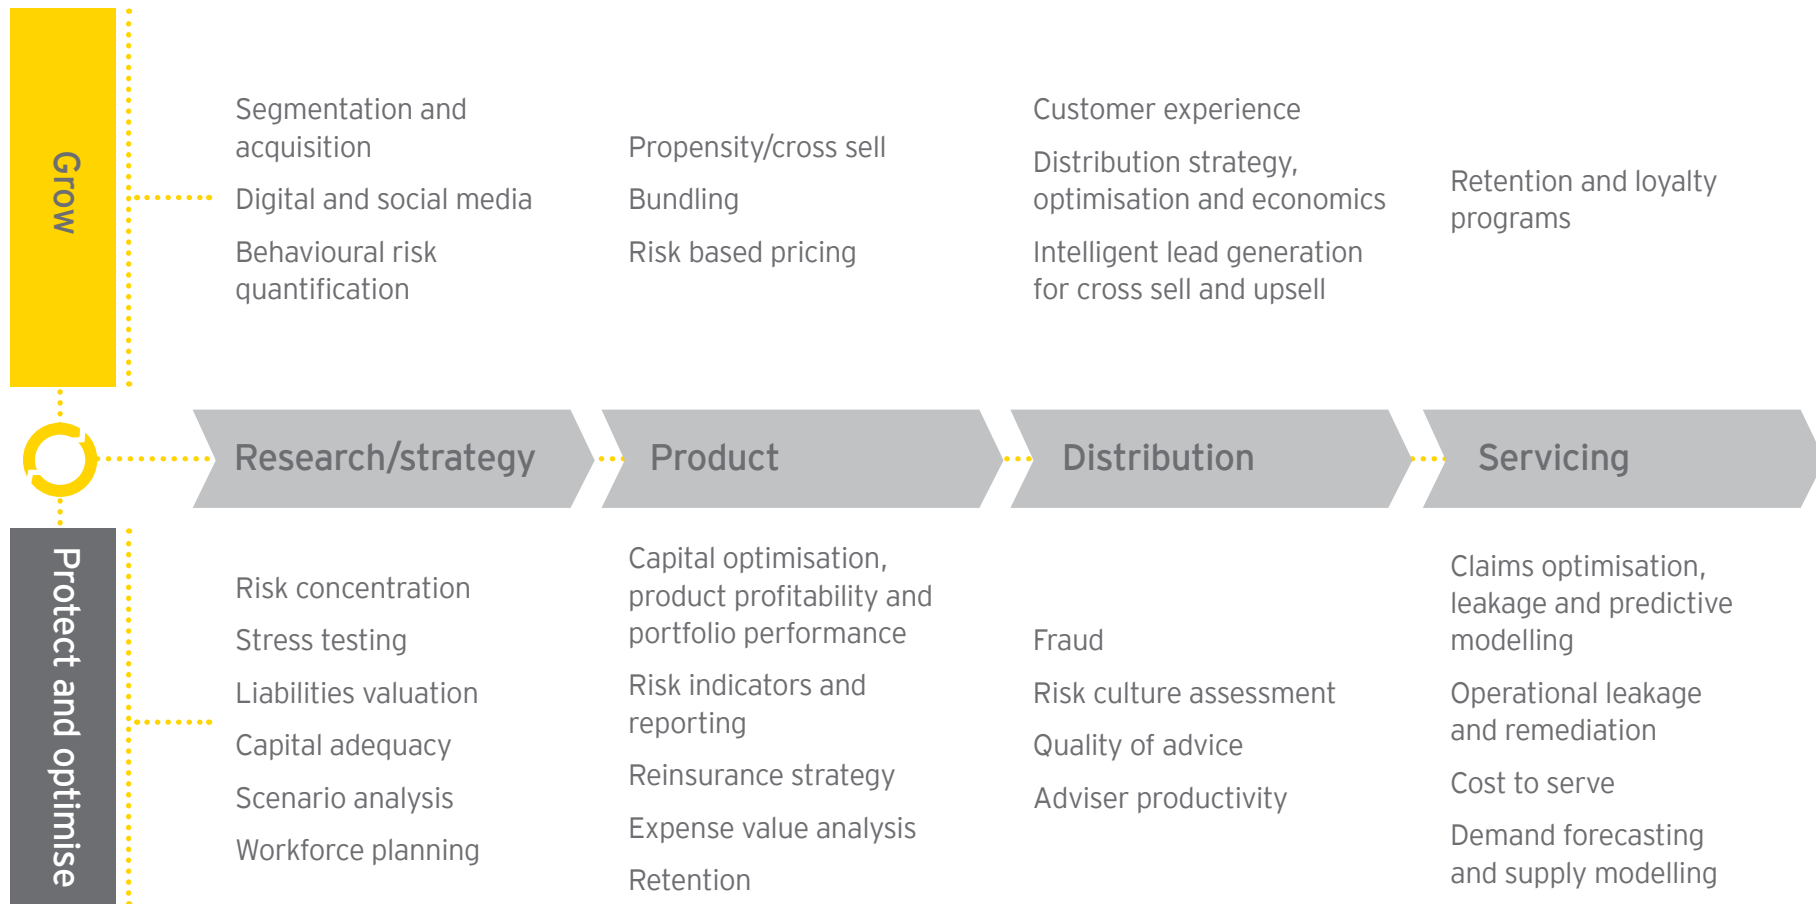 Grow
Segmentation and
acquisition
Digital and social media
Behavioural risk
quantification
Propensity/cross sell
Bundling
Risk based pricing
Customer experience
Distribution strategy,
optimisation and economics
Intelligent lead generation
for cross sell and upsell
Retention and loyalty
programs
Research/strategy
Product
Distribution
Servicing
Protect and optimise
Risk concentration
Stress testing
Liabilities valuation
Capital adequacy
Scenario analysis
Workforce planning
Capital optimisation,
product profitability and
portfolio performance
Risk indicators and
reporting
Reinsurance strategy
Expense value analysis
Retention
Fraud
Risk culture assessment
Quality of advice
Adviser productivity
Claims optimisation,
leakage and predictive
modelling
Operational leakage
and remediation
Cost to serve
Demand forecasting
and supply modelling